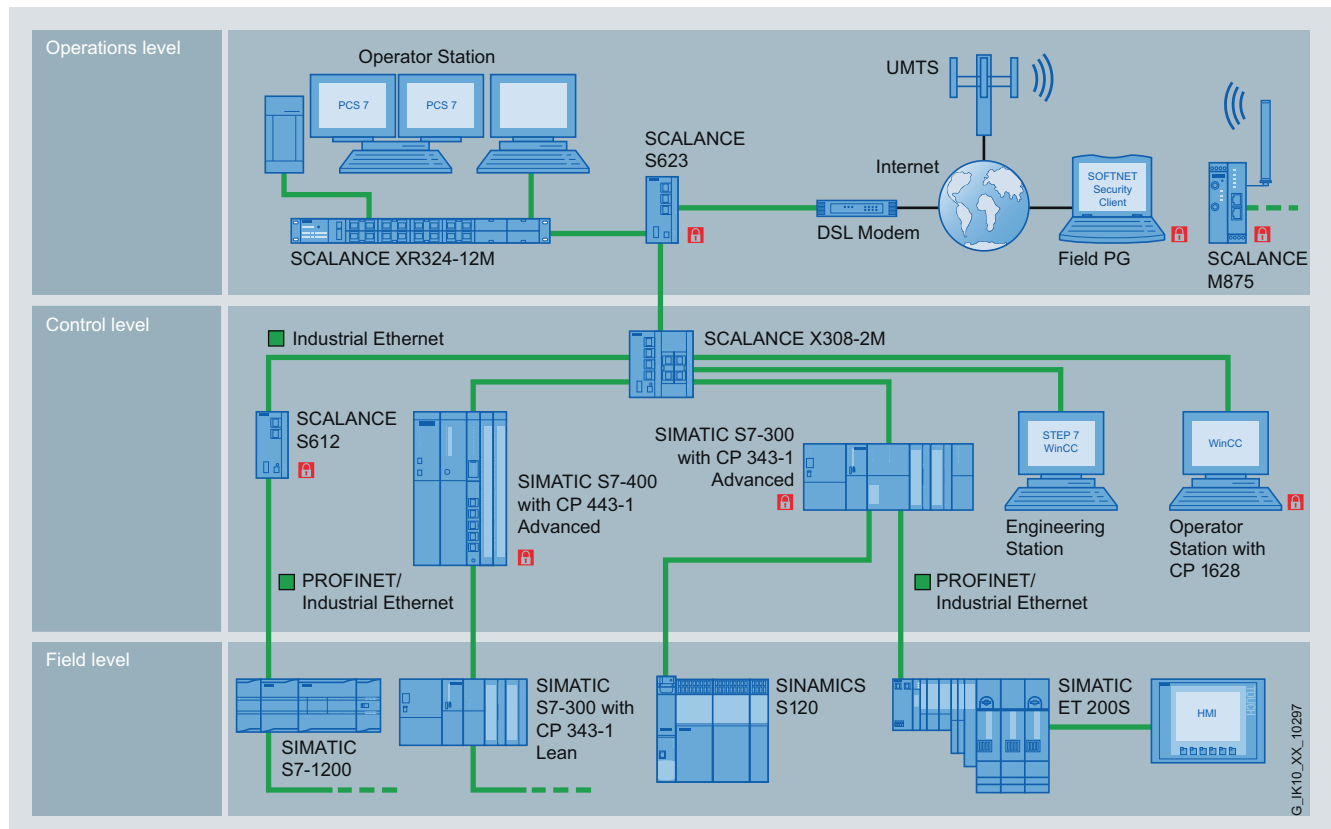 Operations level
Operator Station
PCS 7
PCS 7
SCALANCE
S623
UMTS
Internet
SOFTNET
Security
Client
SCALANCE XR324-12M
DSL Modem
Field PG
SCALANCE
M875
Control level
Industrial Ethernet
SCALANCE X308-2M
SCALANCE
S612
SIMATIC S7-400
with CP 443-1
Advanced
SIMATIC S7-300
with CP 343-1
Advanced
STEP 7
WinCC
Engineering
Station
WinCC
Operator
Station with
CP 1628
PROFINET/
Industrial Ethernet
PROFINET/
Industrial Ethernet
Field level
SIMATIC
S7-1200
SIMATIC
S7-300 with
CP 343-1
Lean
SINAMICS
S120
SIMATIC
ET 200S
HMI
G_IK10_XX_10297